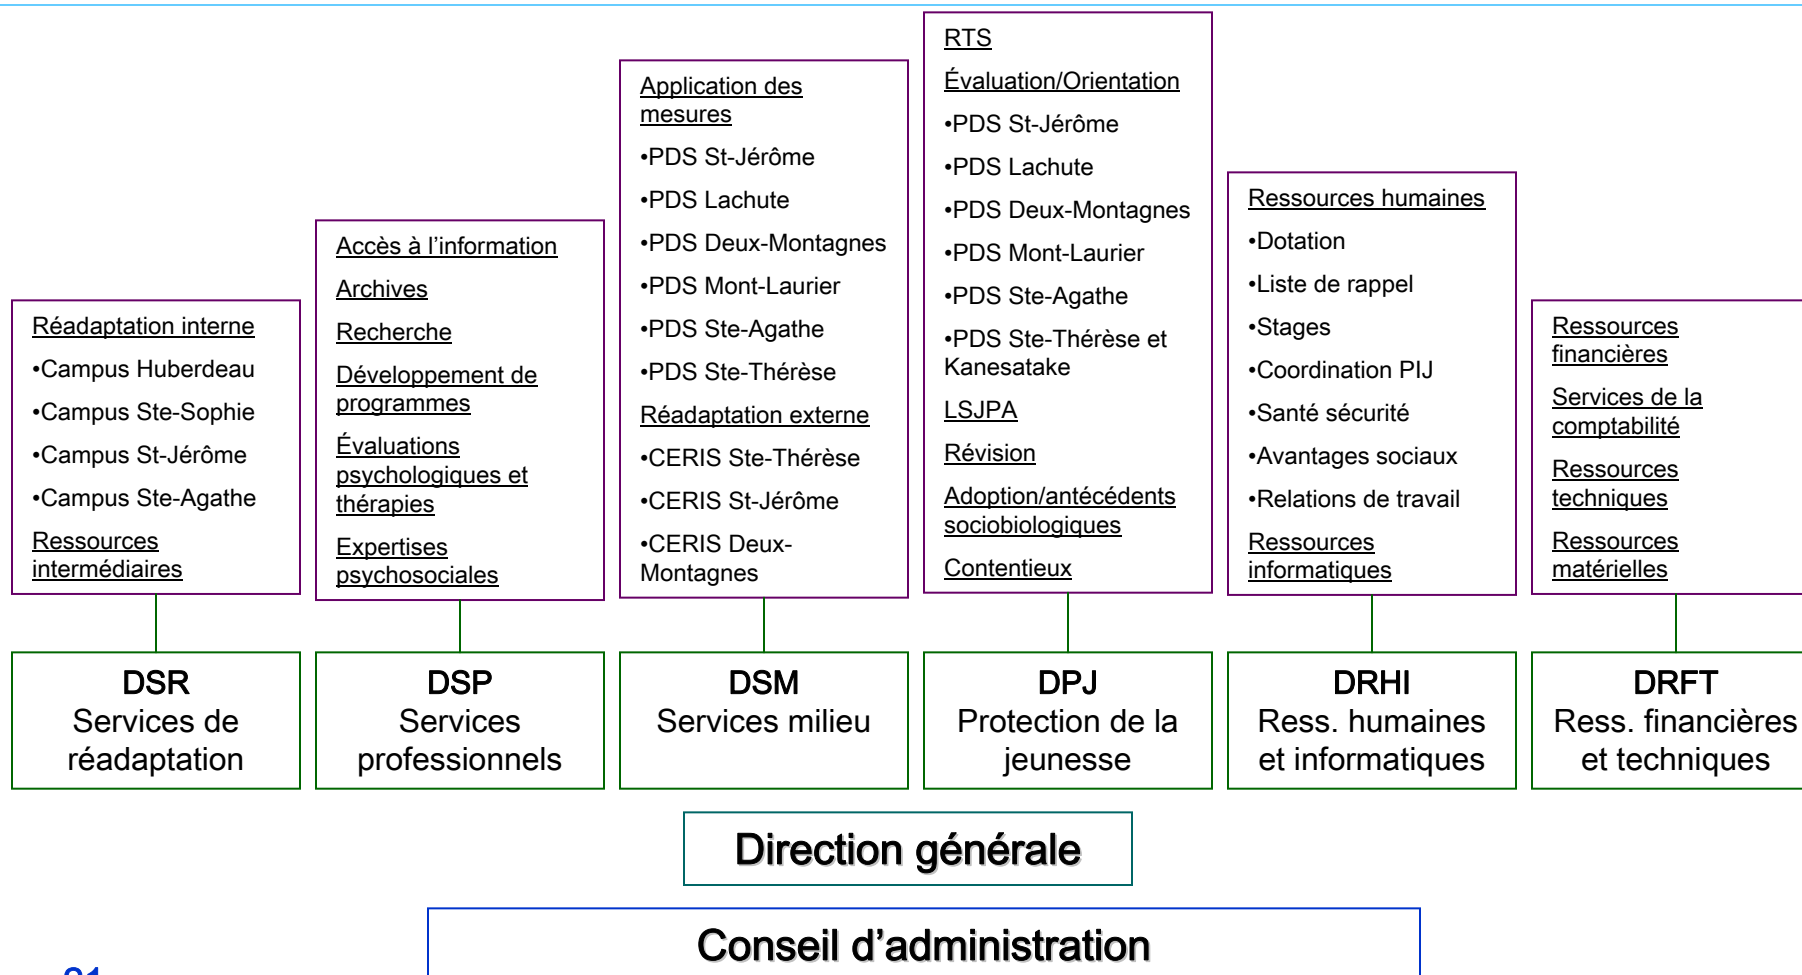 Réadaptation interne
•Campus Huberdeau
•Campus Ste-Sophie
•Campus St-Jérôme
•Campus Ste-Agathe
Ressources
intermédiaires
DSR
Services de
réadaptation
Accès à l’information
Archives
Recherche
Développement de
programmes
Évaluations
psychologiques et
thérapies
Expertises
psychosociales
DSP
Services
professionnels
Application des
mesures
•PDS St-Jérôme
•PDS Lachute
•PDS Deux-Montagnes
•PDS Mont-Laurier
•PDS Ste-Agathe
•PDS Ste-Thérèse
Réadaptation externe
•CERIS Ste-Thérèse
•CERIS St-Jérôme
•CERIS Deux-
Montagnes
DSM
Services milieu
RTS
Évaluation/Orientation
•PDS St-Jérôme
•PDS Lachute
•PDS Deux-Montagnes
•PDS Mont-Laurier
•PDS Ste-Agathe
•PDS Ste-Thérèse et
Kanesatake
LSJPA
Révision
Adoption/antécédents
sociobiologiques
Contentieux
DPJ
Protection de la
jeunesse
Ressources humaines
•Dotation
•Liste de rappel
•Stages
•Coordination PIJ
•Santé sécurité
•Avantages sociaux
•Relations de travail
Ressources
informatiques
DRHI
Ress. humaines
et informatiques
Ressources
financières
Services de la
comptabilité
Ressources
techniques
Ressources
matérielles
DRFT
Ress. financières
et techniques
Direction générale
Conseil d’administration